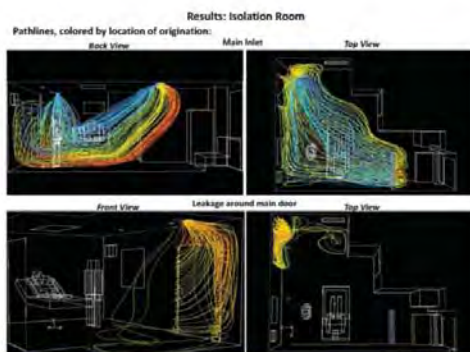 Results: Isolation Room
Pathlines, colored by location of origination:
Main Inlet
Back View
Top View
Leakage around main door
Front View
Top View